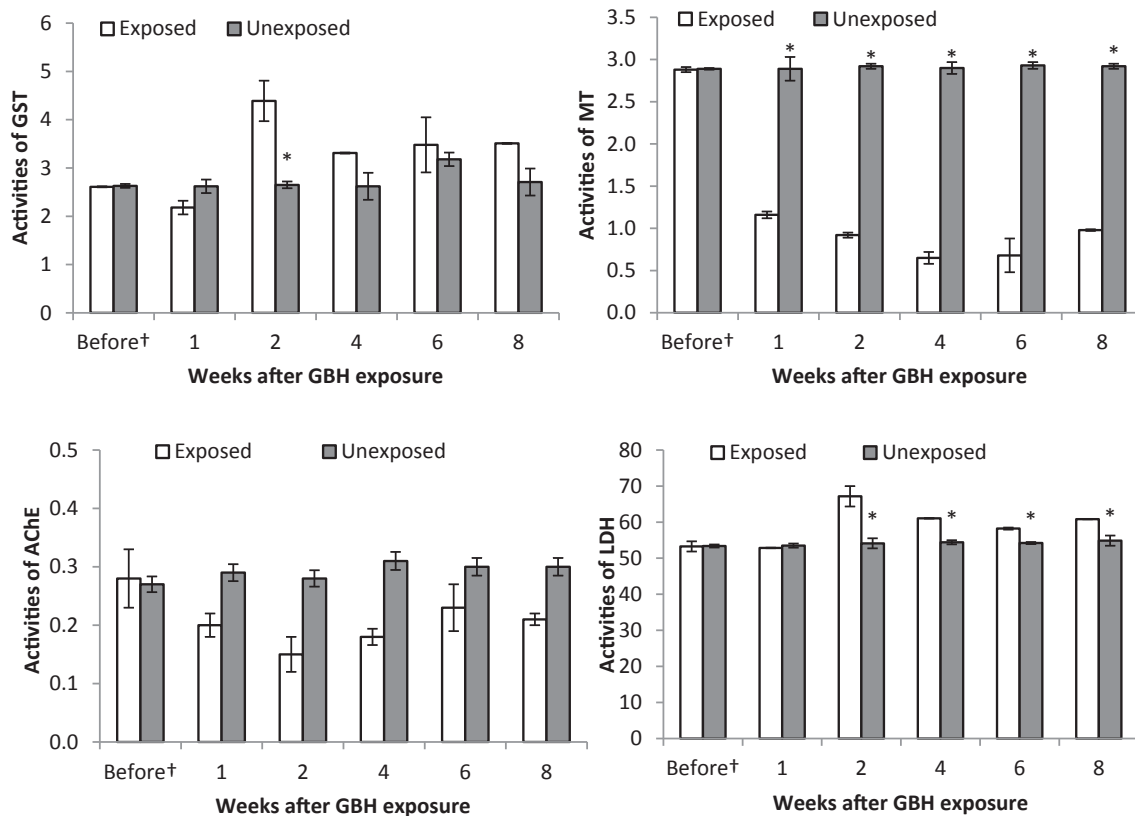 Exposed Unexposed
6
5
4
3
2
1
0
Activities of GST
*
Before† 1 2 4 6 8
Weeks after GBH exposure
Exposed Unexposed
3.5
3.0
2.5
2.0
1.5
1.0
0.5
0.0
Activities of MT
* * * * *
Before† 1 2 4 6 8
Weeks after GBH exposure
Exposed Unexposed
0.5
0.4
0.3
0.2
0.1
0.0
Activities of AChE
Before† 1 2 4 6 8
Weeks after GBH exposure
Exposed Unexposed
80
70
60
50
40
30
20
10
0
Activities of LDH
* * * *
Before† 1 2 4 6 8
Weeks after GBH exposure